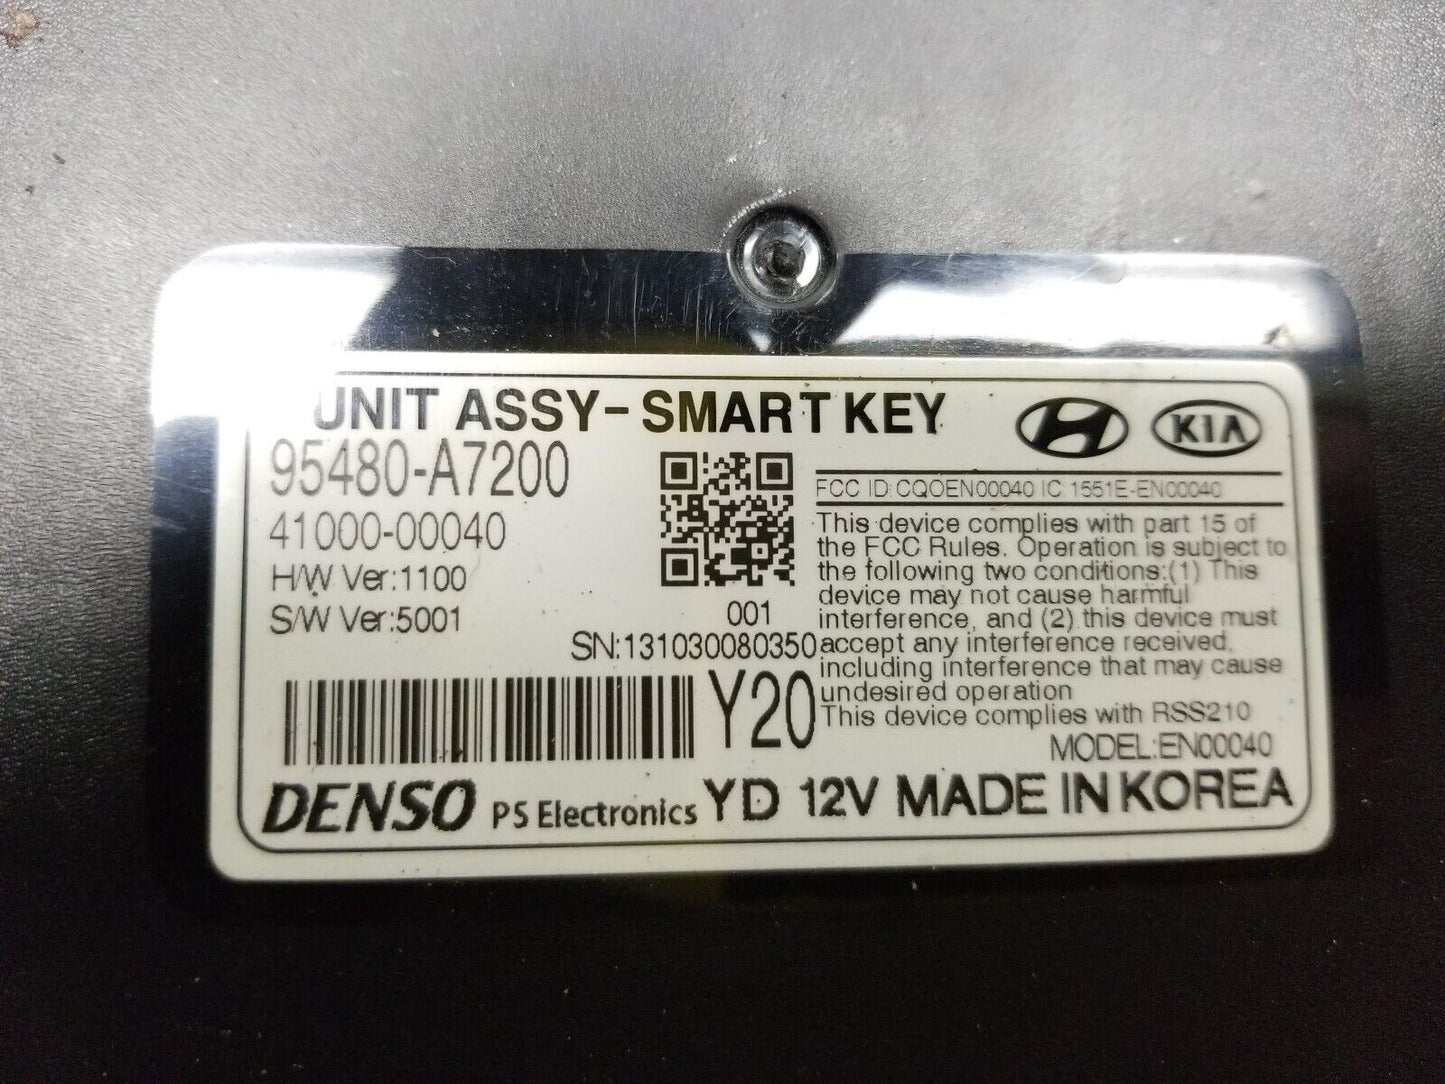 UNIT ASSY-SMART KEY
KIA
95480-A7200
41000-00040
H/W Ver:1100
S/W Ver:5001
001
SN:131030080350
Y20
FCC ID:CQOEN00040 IC:1551E-EN00040
This device complies with part 15 of
the FCC Rules. Operation is subject to
the following two conditions:(1) This
device may not cause harmful
interference, and (2) this device must
accept any interference received,
including interference that may cause
undesired operation
This device complies with RSS210
MODEL:EN00040
DENSO PS Electronics YD 12V MADE IN KOREA